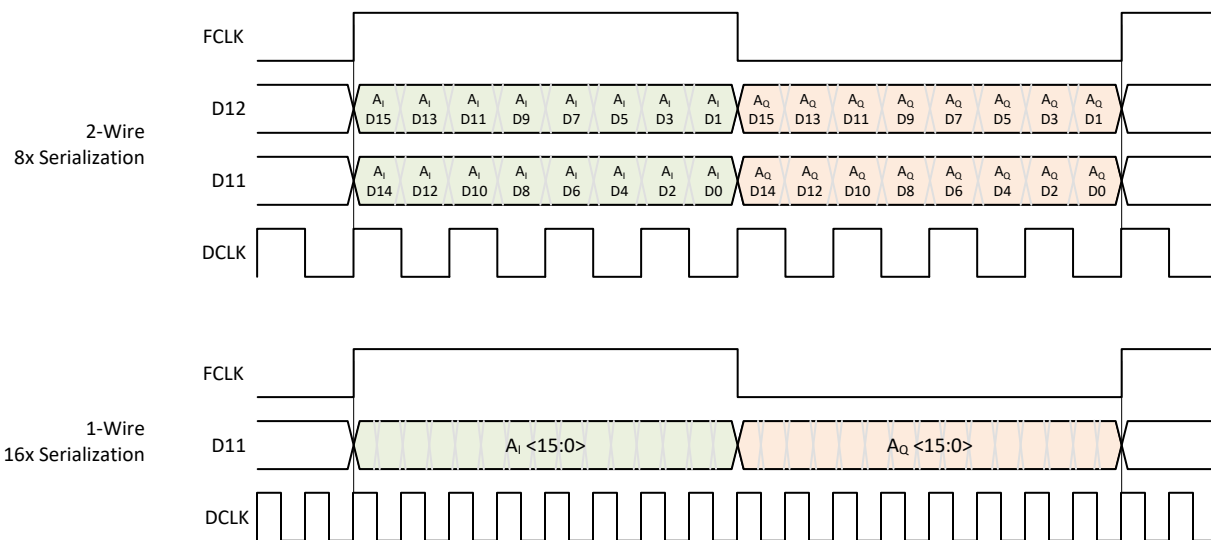 FCLK
D12
A_I A_I A_I A_I A_I A_I A_I A_I A_Q A_Q A_Q A_Q A_Q A_Q A_Q A_Q
D15 D13 D11 D9 D7 D5 D3 D1 D15 D13 D11 D9 D7 D5 D3 D1
2-Wire
8x Serialization
D11
A_I A_I A_I A_I A_I A_I A_I A_I A_Q A_Q A_Q A_Q A_Q A_Q A_Q A_Q
D14 D12 D10 D8 D6 D4 D2 D0 D14 D12 D10 D8 D6 D4 D2 D0
DCLK
FCLK
1-Wire
16x Serialization
D11
A_I <15:0>
A_Q <15:0>
DCLK